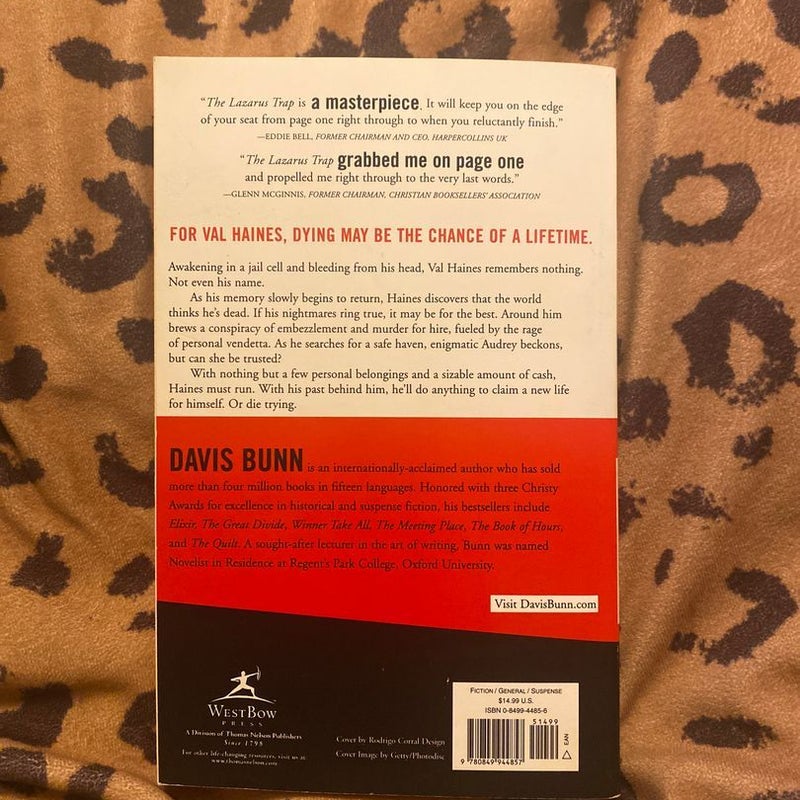 "The Lazarus Trap is a masterpiece. It will keep you on the edge
of your seat from page one right through to when you reluctantly finish."
—EDDIE BELL, FORMER CHAIRMAN AND CEO, HARPERCOLLINS UK
"The Lazarus Trap grabbed me on page one
and propelled me right through to the very last words."
—GLENN MCGINNIS, FORMER CHAIRMAN, CHRISTIAN BOOKSELLERS' ASSOCIATION
FOR VAL HAINES, DYING MAY BE THE CHANCE OF A LIFETIME.
Awakening in a jail cell and bleeding from his head, Val Haines remembers nothing.
Not even his name.
As his memory slowly begins to return, Haines discovers that the world
thinks he's dead. If his nightmares ring true, it may be for the best. Around him
brews a conspiracy of embezzlement and murder for hire, fueled by the rage
of personal vendetta. As he searches for a safe haven, enigmatic Audrey beckons,
but can she be trusted?
With nothing but a few personal belongings and a sizable amount of cash,
Haines must run. With his past behind him, he'll do anything to claim a new life
for himself. Or die trying.
DAVIS BUNN is an internationally-acclaimed author who has sold
more than four million books in fifteen languages. Honored with three Christy
Awards for excellence in historical and suspense fiction, his bestsellers include
Elixir, The Great Divide, Winner Take All, The Meeting Place, The Book of Hours,
and The Quilt. A sought-after lecturer in the art of writing, Bunn was named
Novelist in Residence at Regent's Park College, Oxford University.
Visit DavisBunn.com
WESTBOW
PRESS
A Division of Thomas Nelson Publishers
Since 1798
For other life-changing resources, visit us at:
www.thomasnelson.com
Cover by Rodrigo Corral Design
Cover Image by Getty/Photodisc
FICTION / GENERAL / SUSPENSE
$14.99 U.S.
ISBN 0-8499-4485-6
51499
EAN
9 780849 944857